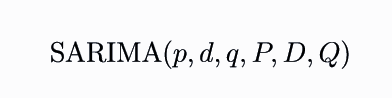 SARIMA(p, d, q, P, D, Q)